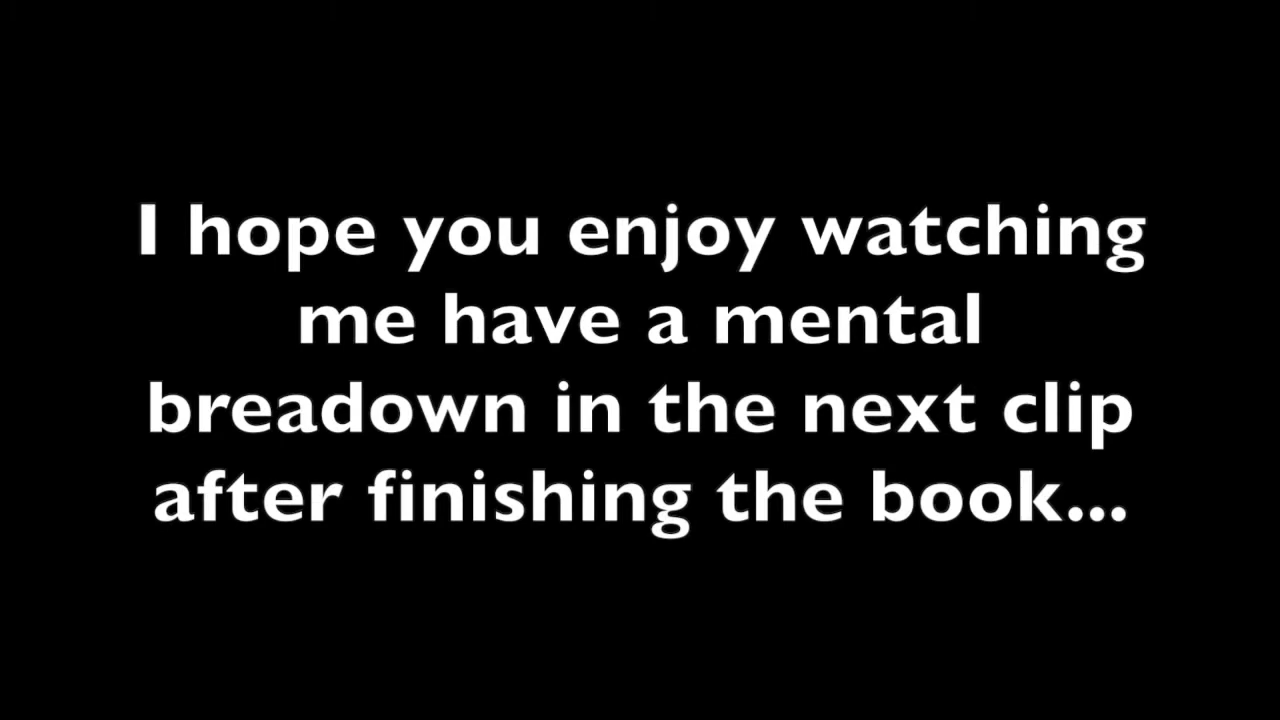 I hope you enjoy watching
me have a mental
breadown in the next clip
after finishing the book...